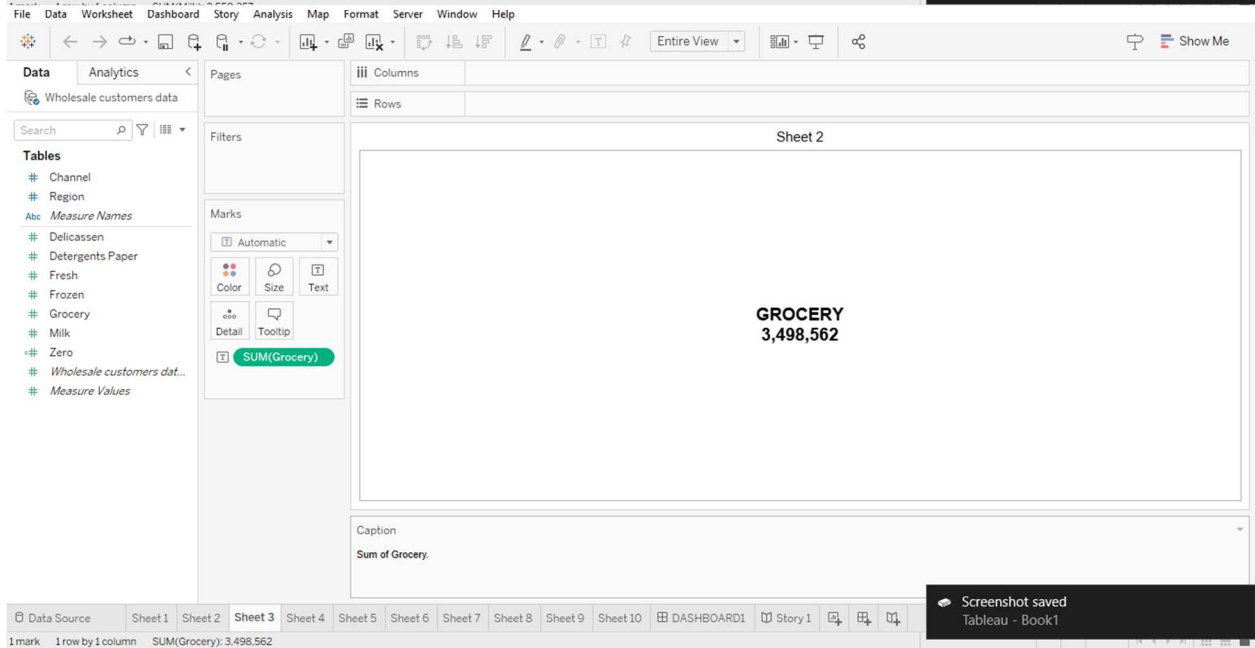 File Data Worksheet Dashboard Story Analysis Map Format Server Window Help
Entire View
Show Me
Data Analytics
Wholesale customers data
Search
Tables
# Channel
# Region
Abc Measure Names
# Delicassen
# Detergents Paper
# Fresh
# Frozen
# Grocery
# Milk
=# Zero
# Wholesale customers dat...
# Measure Values
Pages
Filters
Marks
Automatic
Color Size Text
Detail Tooltip
SUM(Grocery)
Columns
Rows
Sheet 2
GROCERY
3,498,562
Caption
Sum of Grocery.
Screenshot saved
Tableau - Book1
Data Source Sheet 1 Sheet 2 Sheet 3 Sheet 4 Sheet 5 Sheet 6 Sheet 7 Sheet 8 Sheet 9 Sheet 10 DASHBOARD1 Story 1
1 mark 1 row by 1 column SUM(Grocery): 3,498,562